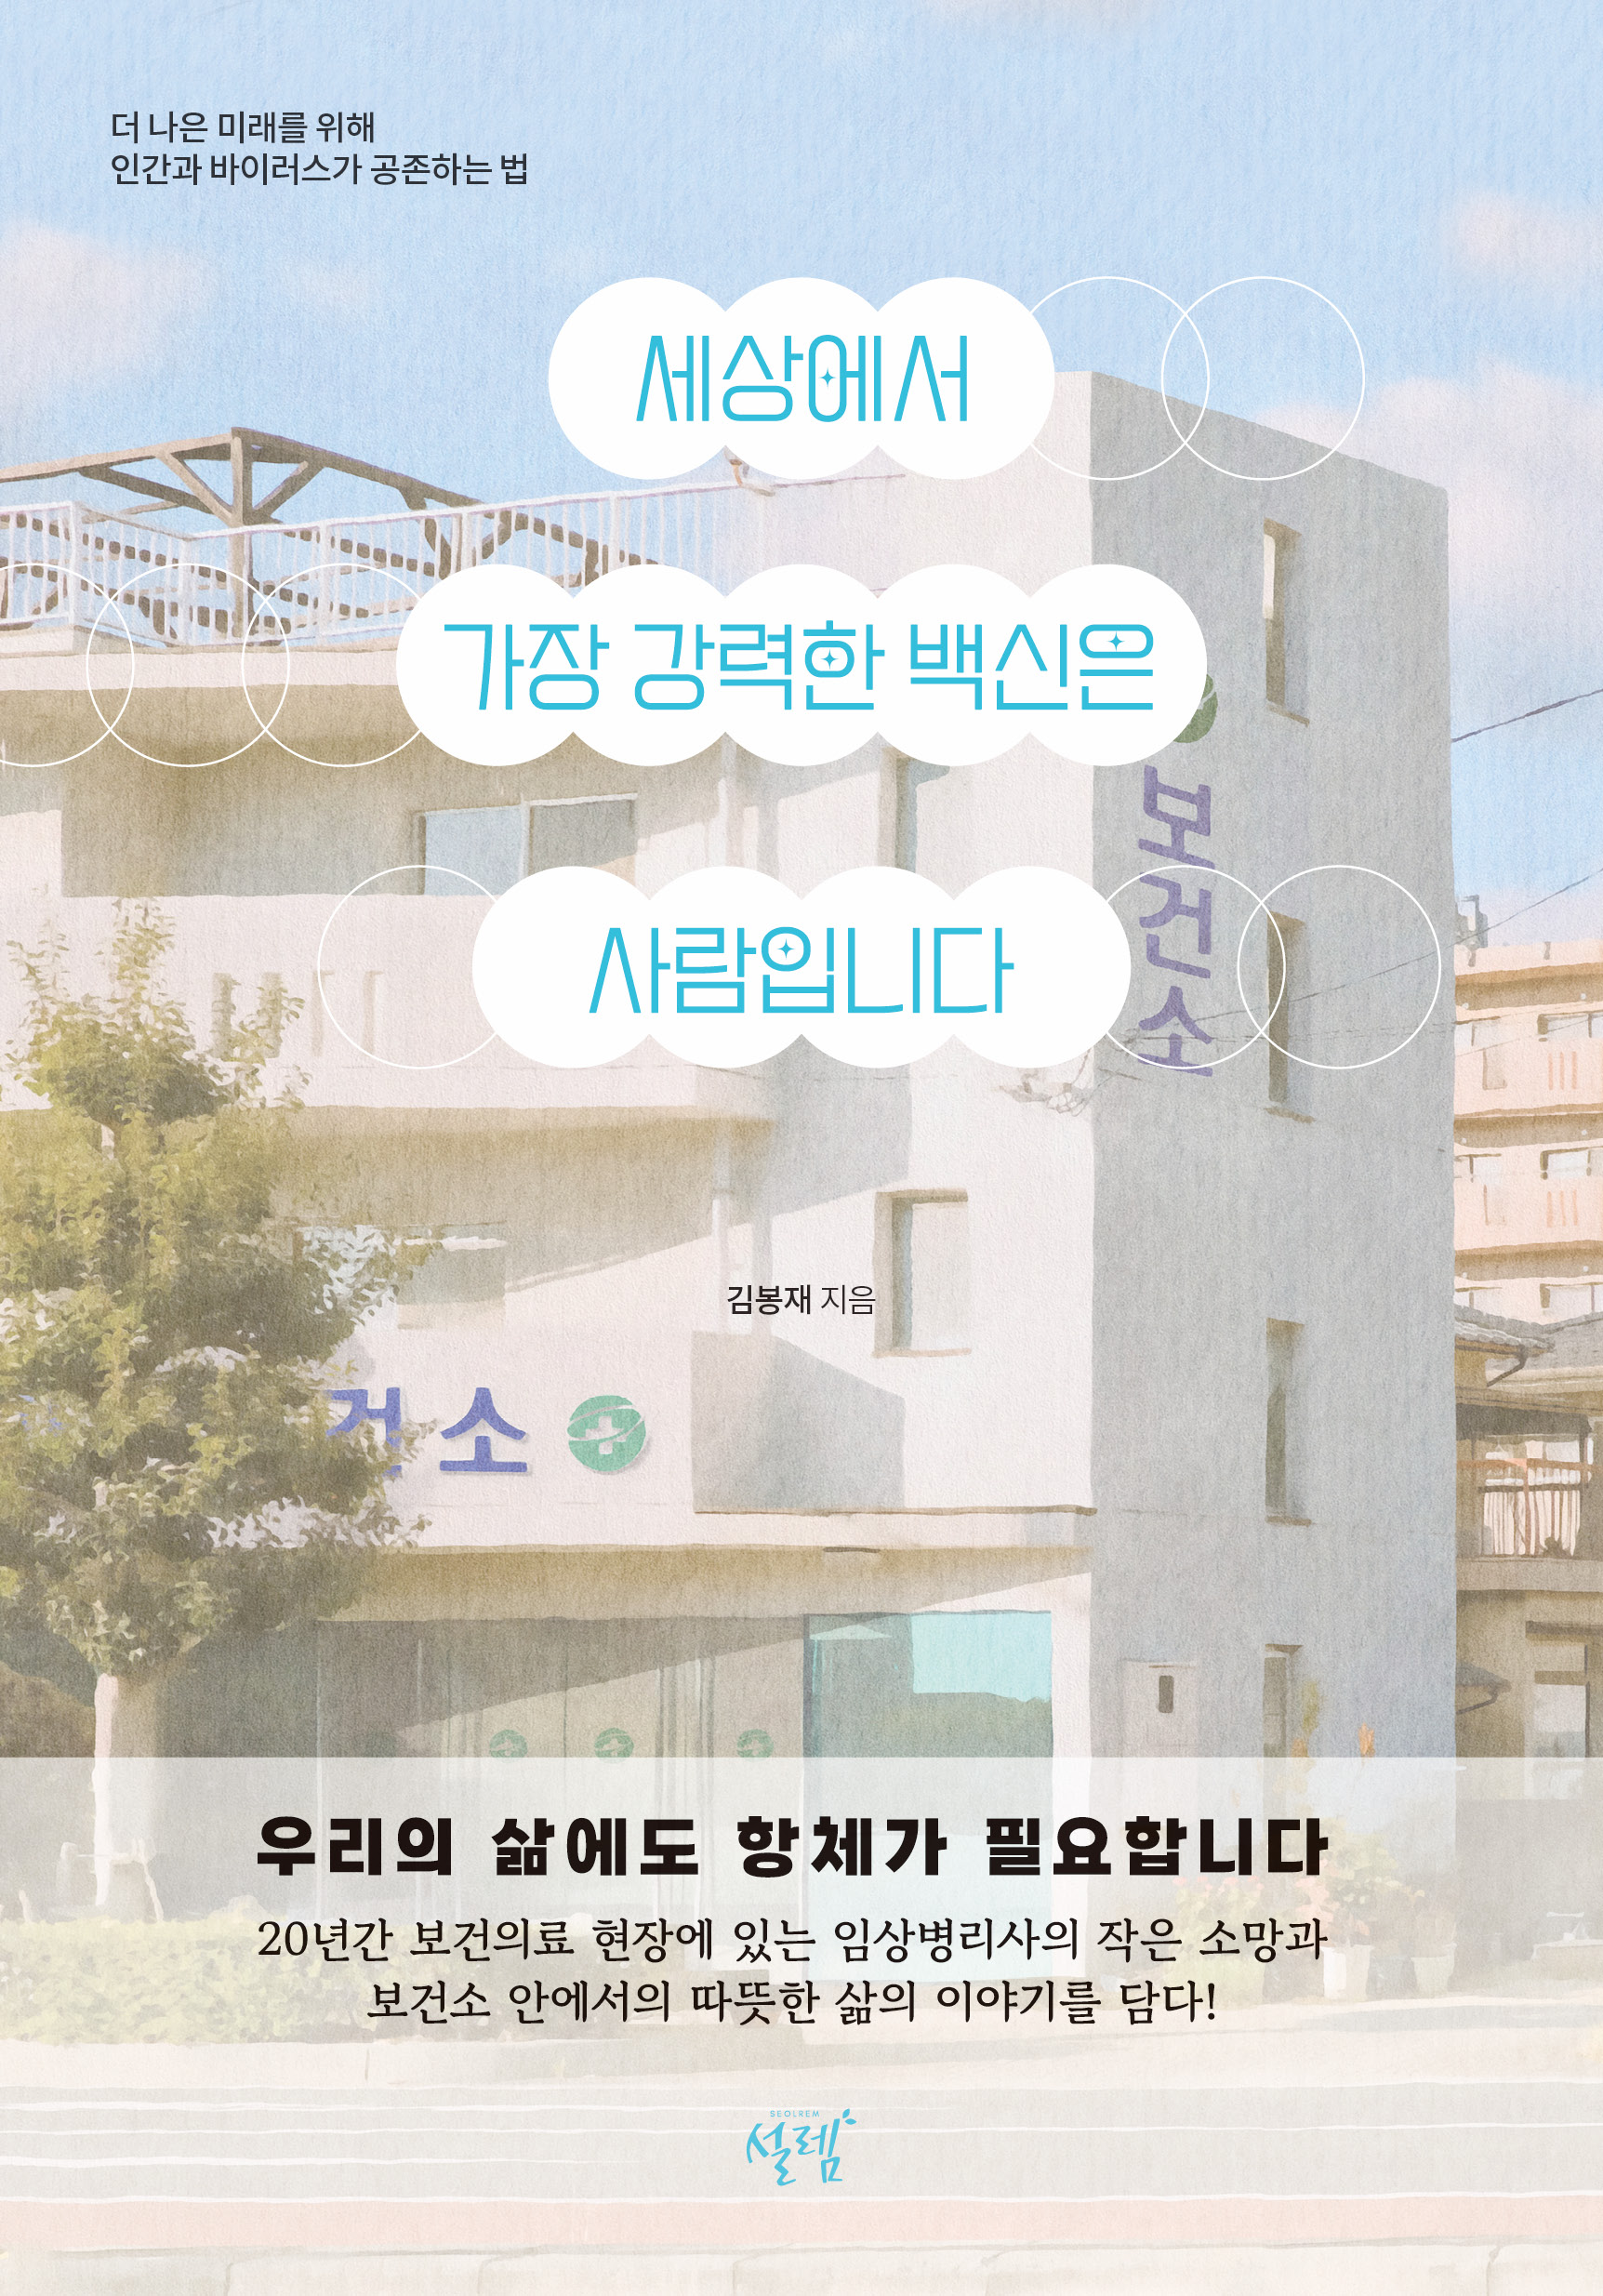 더 나은 미래를 위해
인간과 바이러스가 공존하는 법
세상에서
가장 강력한 백신은
사람입니다
보건소
김봉재 지음
건소
우리의 삶에도 항체가 필요합니다
20년간 보건의료 현장에 있는 임상병리사의 작은 소망과
보건소 안에서의 따뜻한 삶의 이야기를 담다!
SEOLREM
설렘